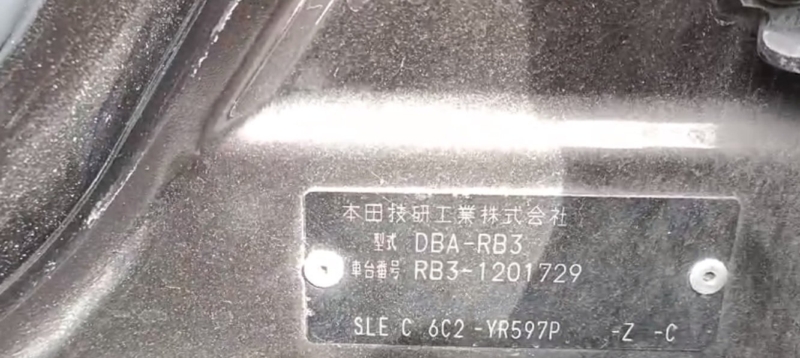 本田技研工業株式会社
型式 DBA-RB3
車台番号 RB3-1201729
SLE C 6C2 -YR597P -Z -C